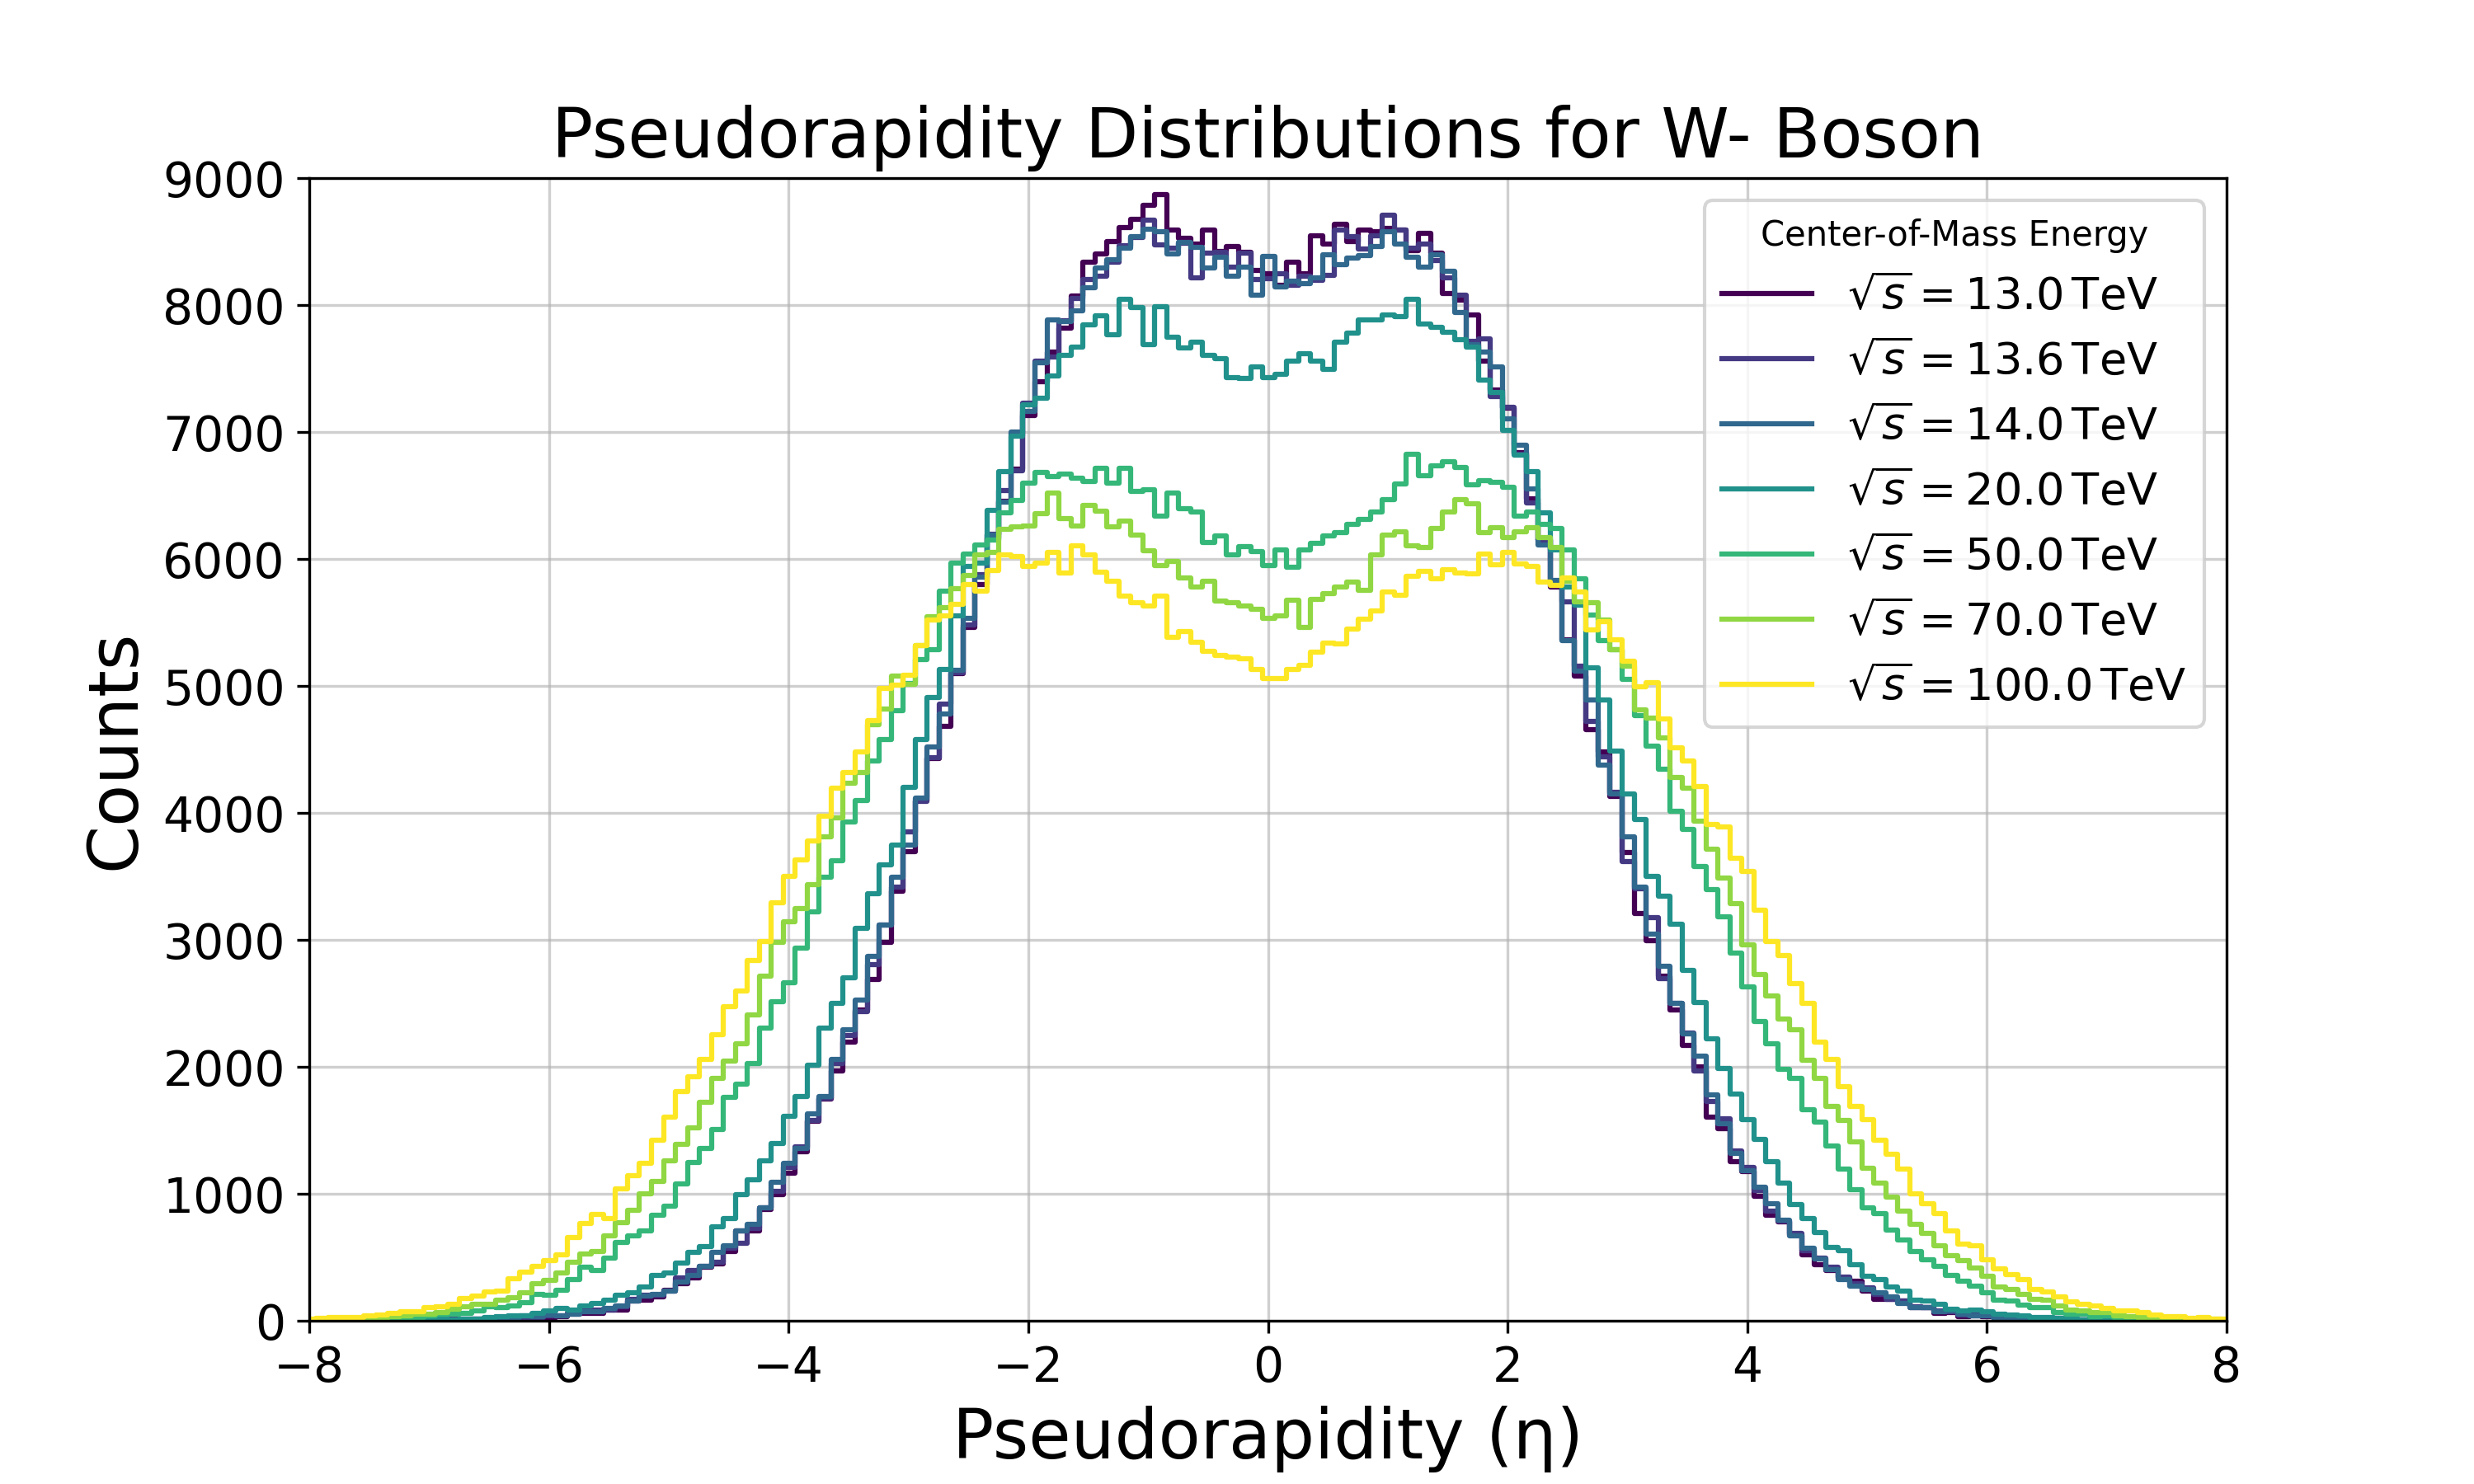 Pseudorapidity Distributions for W- Boson
9000
8000
7000
6000
5000
4000
3000
2000
1000
0
Counts
−8 −6 −4 −2 0 2 4 6 8
Pseudorapidity (η)
Center-of-Mass Energy
√s = 13.0 TeV
√s = 13.6 TeV
√s = 14.0 TeV
√s = 20.0 TeV
√s = 50.0 TeV
√s = 70.0 TeV
√s = 100.0 TeV